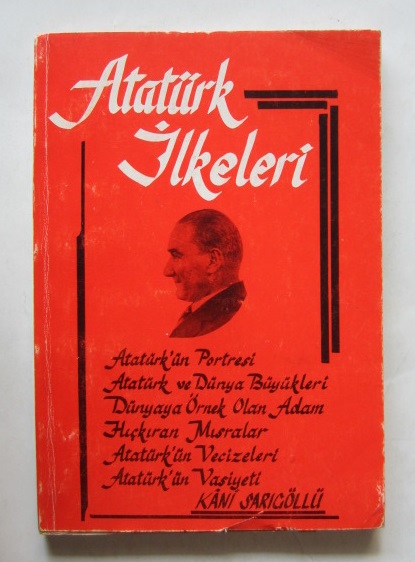 Atatürk
İlkeleri
Atatürk'ün Portresi
Atatürk ve Dünya Büyükleri
Dünyaya Örnek Olan Adam
Hıçkıran Mısralar
Atatürk'ün Vecizeleri
Atatürk'ün Vasiyeti
KÂNİ SARIGÖLLÜ